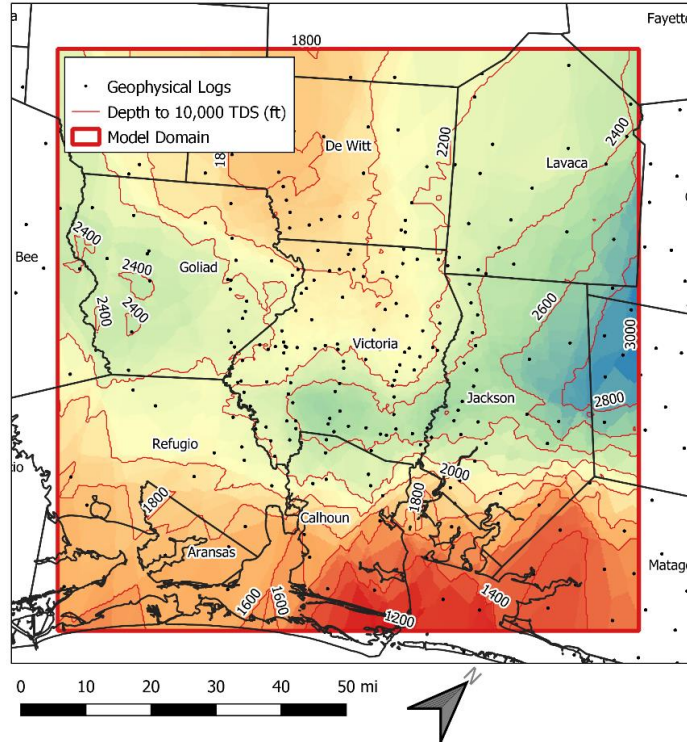 1800
Fayette
Geophysical Logs
Depth to 10,000 TDS (ft)
Model Domain
De Witt
2200
2400
Lavaca
2400
Bee
2400
Goliad
2400
2400
2600
3000
Victoria
2800
Jackson
Refugio
2000
1800
1800
Calhoun
Aransas
Matag
1400
1600
1600
1200
0 10 20 30 40 50 mi
N